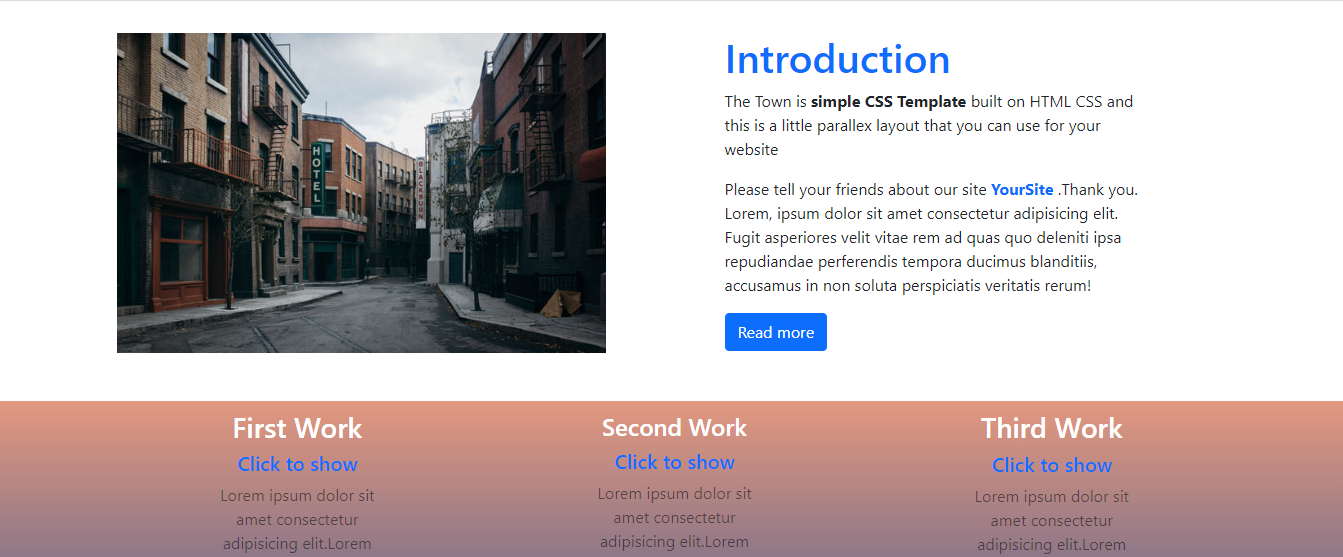 HOTEL
BLACKBURN
Introduction
The Town is simple CSS Template built on HTML CSS and
this is a little parallex layout that you can use for your
website
Please tell your friends about our site YourSite .Thank you.
Lorem, ipsum dolor sit amet consectetur adipisicing elit.
Fugit asperiores velit vitae rem ad quas quo deleniti ipsa
repudiandae perferendis tempora ducimus blanditiis,
accusamus in non soluta perspiciatis veritatis rerum!
Read more
First Work
Click to show
Lorem ipsum dolor sit
amet consectetur
adipisicing elit.Lorem
Second Work
Click to show
Lorem ipsum dolor sit
amet consectetur
adipisicing elit.Lorem
Third Work
Click to show
Lorem ipsum dolor sit
amet consectetur
adipisicing elit.Lorem